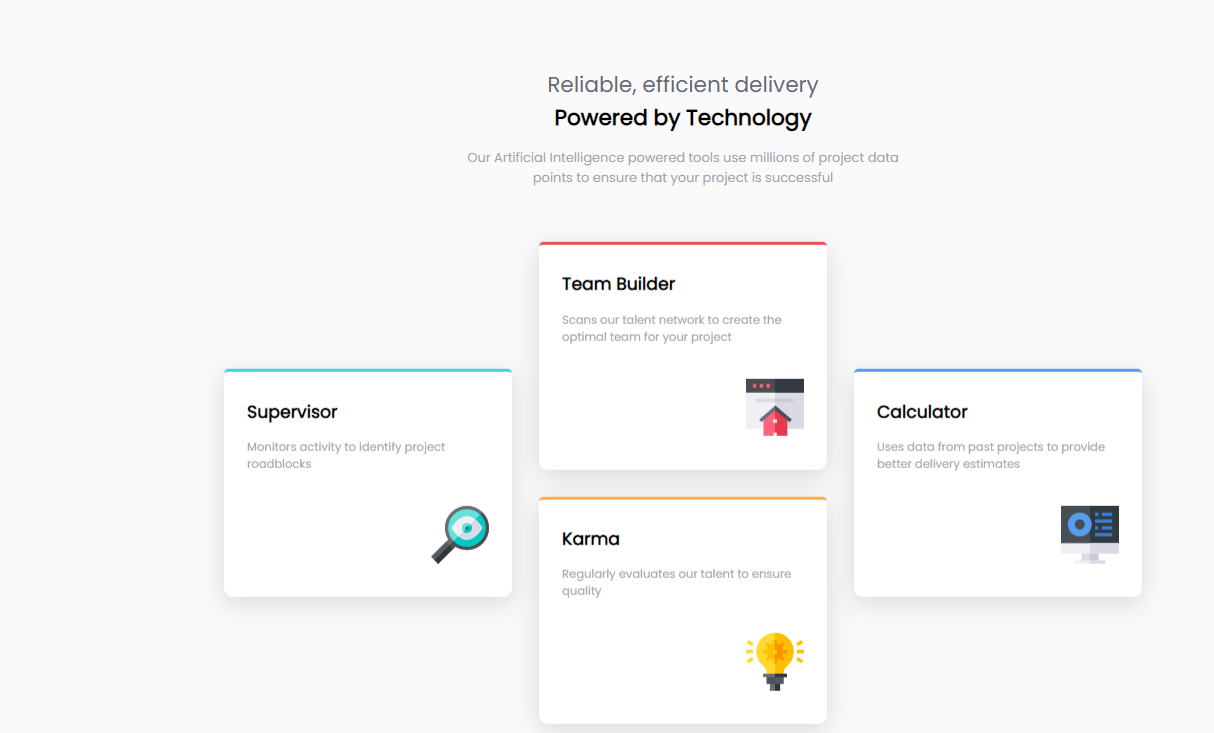 Reliable, efficient delivery
Powered by Technology
Our Artificial Intelligence powered tools use millions of project data
points to ensure that your project is successful
Team Builder
Scans our talent network to create the
optimal team for your project
Supervisor
Monitors activity to identify project
roadblocks
Calculator
Uses data from past projects to provide
better delivery estimates
Karma
Regularly evaluates our talent to ensure
quality